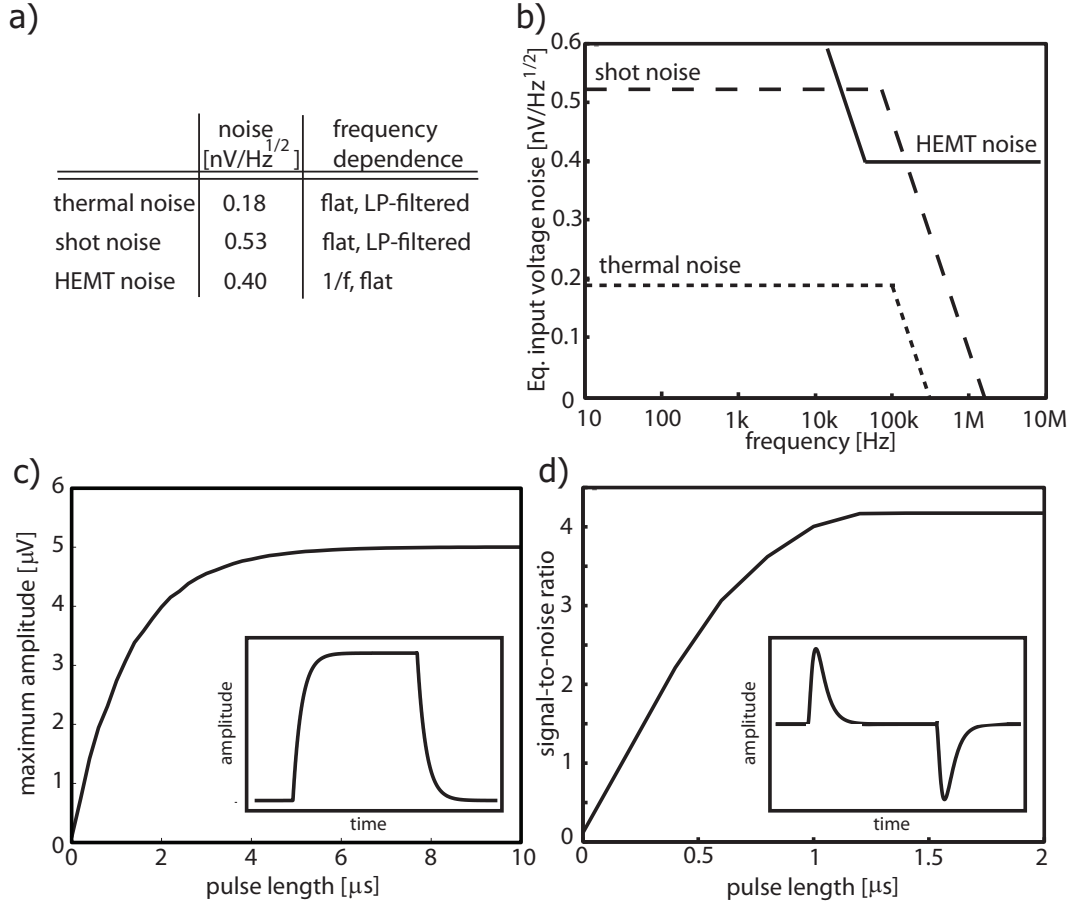 a)
noise
[nV/Hz^1/2]
frequency
dependence
thermal noise 0.18 flat, LP-filtered
shot noise 0.53 flat, LP-filtered
HEMT noise 0.40 1/f, flat
b)
Eq. input voltage noise [nV/Hz^1/2]
0.6
0.5
0.4
0.3
0.2
0.1
0
shot noise
HEMT noise
thermal noise
10 100 1k 10k 100k 1M 10M
frequency [Hz]
c)
maximum amplitude [μV]
6
5
4
3
2
1
0
amplitude
time
0 2 4 6 8 10
pulse length [μs]
d)
signal-to-noise ratio
4
3
2
1
0
amplitude
time
0 0.5 1 1.5 2
pulse length [μs]